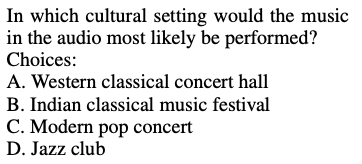 In which cultural setting would the music
in the audio most likely be performed?
Choices:
A. Western classical concert hall
B. Indian classical music festival
C. Modern pop concert
D. Jazz club